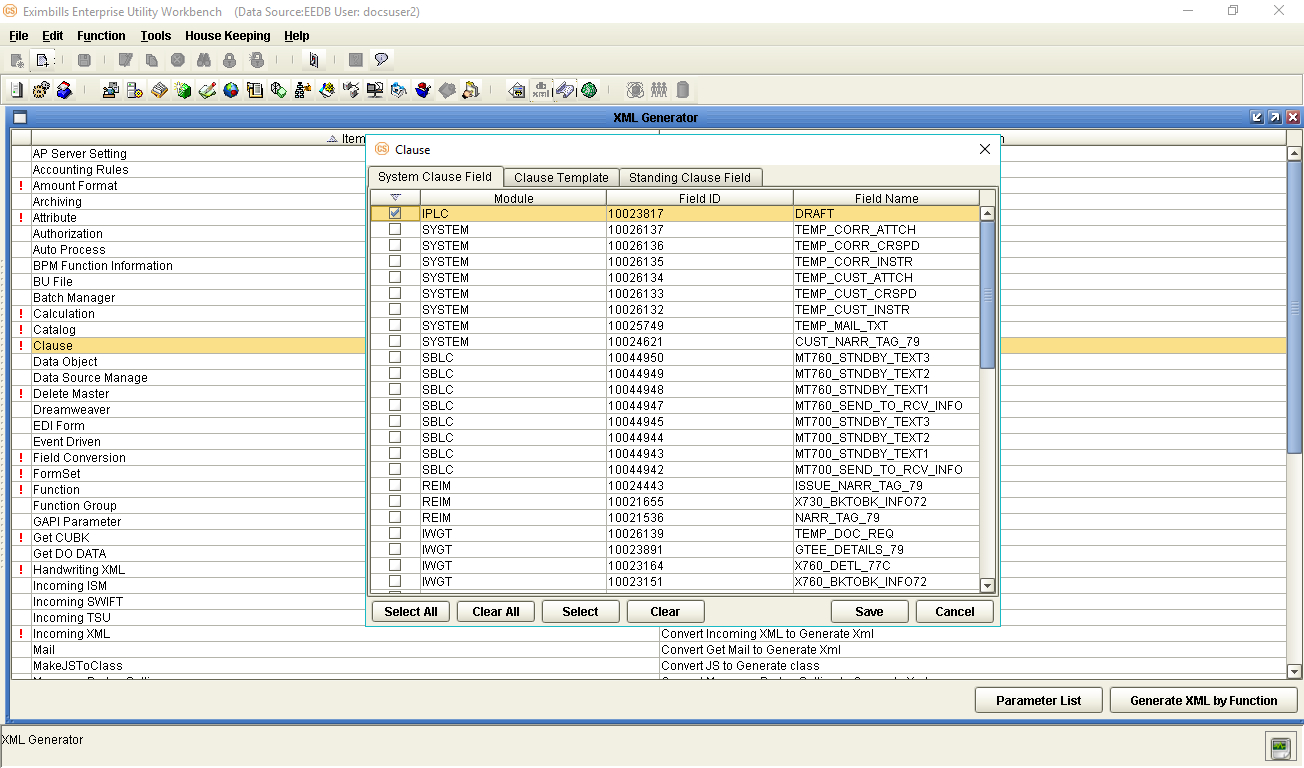 Eximbills Enterprise Utility Workbench (Data Source:EEDB User: docsuser2)
File Edit Function Tools House Keeping Help
XML Generator
Item
AP Server Setting
Accounting Rules
! Amount Format
Archiving
! Attribute
Authorization
Auto Process
BPM Function Information
BU File
Batch Manager
! Calculation
! Catalog
! Clause
Data Object
Data Source Manage
! Delete Master
Dreamweaver
EDI Form
Event Driven
! Field Conversion
! FormSet
! Function
Function Group
GAPI Parameter
! Get CUBK
Get DO DATA
! Handwriting XML
Incoming ISM
Incoming SWIFT
Incoming TSU
! Incoming XML Convert Incoming XML to Generate Xml
Mail Convert Get Mail to Generate Xml
MakeJSToClass Convert JS to Generate class
Clause
System Clause Field Clause Template Standing Clause Field
Module Field ID Field Name
IPLC 10023817 DRAFT
SYSTEM 10026137 TEMP_CORR_ATTCH
SYSTEM 10026136 TEMP_CORR_CRSPD
SYSTEM 10026135 TEMP_CORR_INSTR
SYSTEM 10026134 TEMP_CUST_ATTCH
SYSTEM 10026133 TEMP_CUST_CRSPD
SYSTEM 10026132 TEMP_CUST_INSTR
SYSTEM 10025749 TEMP_MAIL_TXT
SYSTEM 10024621 CUST_NARR_TAG_79
SBLC 10044950 MT760_STNDBY_TEXT3
SBLC 10044949 MT760_STNDBY_TEXT2
SBLC 10044948 MT760_STNDBY_TEXT1
SBLC 10044947 MT760_SEND_TO_RCV_INFO
SBLC 10044945 MT700_STNDBY_TEXT3
SBLC 10044944 MT700_STNDBY_TEXT2
SBLC 10044943 MT700_STNDBY_TEXT1
SBLC 10044942 MT700_SEND_TO_RCV_INFO
REIM 10024443 ISSUE_NARR_TAG_79
REIM 10021655 X730_BKTOBK_INFO72
REIM 10021536 NARR_TAG_79
IWGT 10026139 TEMP_DOC_REQ
IWGT 10023891 GTEE_DETAILS_79
IWGT 10023164 X760_DETL_77C
IWGT 10023151 X760_BKTOBK_INFO72
Select All Clear All Select Clear Save Cancel
Parameter List Generate XML by Function
XML Generator